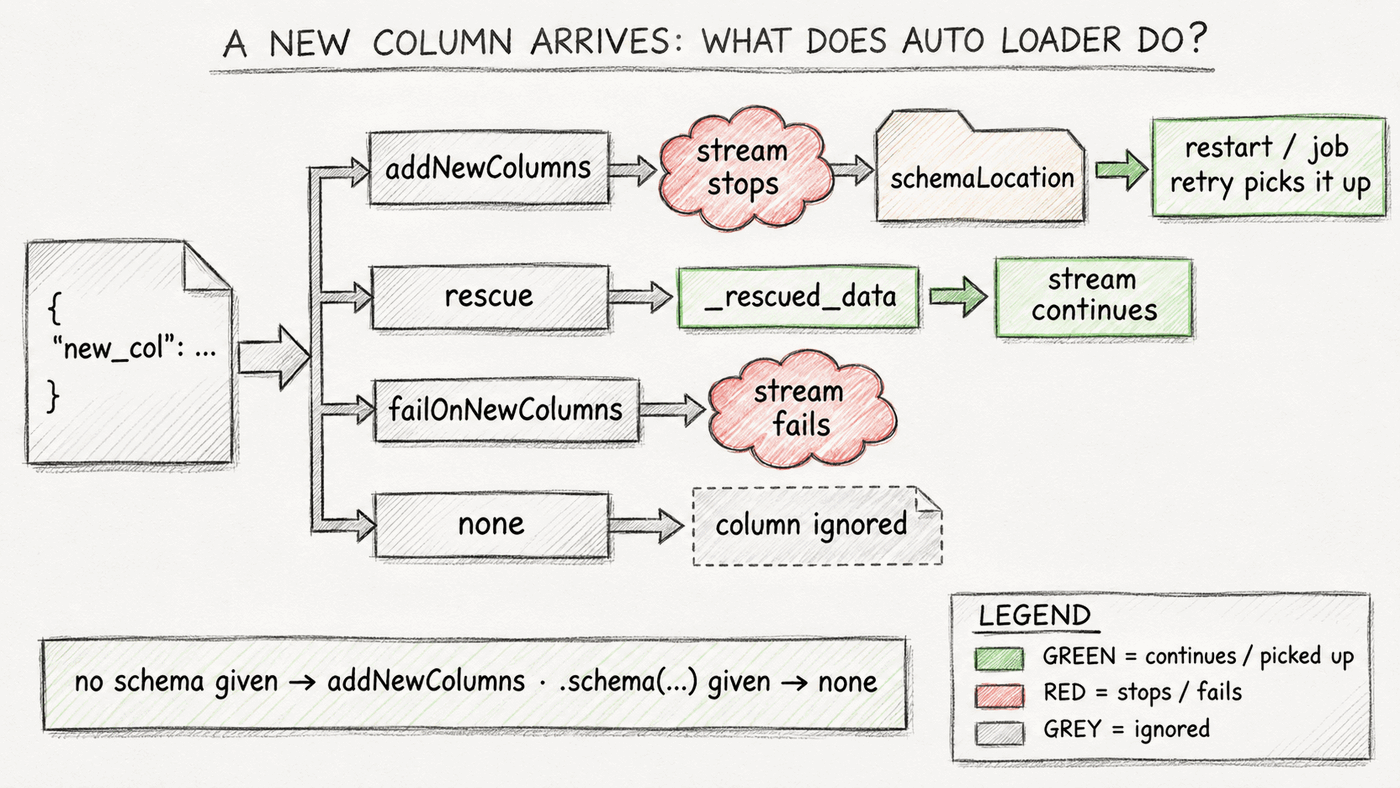 A NEW COLUMN ARRIVES: WHAT DOES AUTO LOADER DO?
{
"new_col": ...
}
addNewColumns
stream
stops
schemaLocation
restart / job
retry picks it up
rescue
_rescued_data
stream
continues
failOnNewColumns
stream
fails
none
column ignored
no schema given → addNewColumns · .schema(...) given → none
LEGEND
GREEN = continues / picked up
RED = stops / fails
GREY = ignored